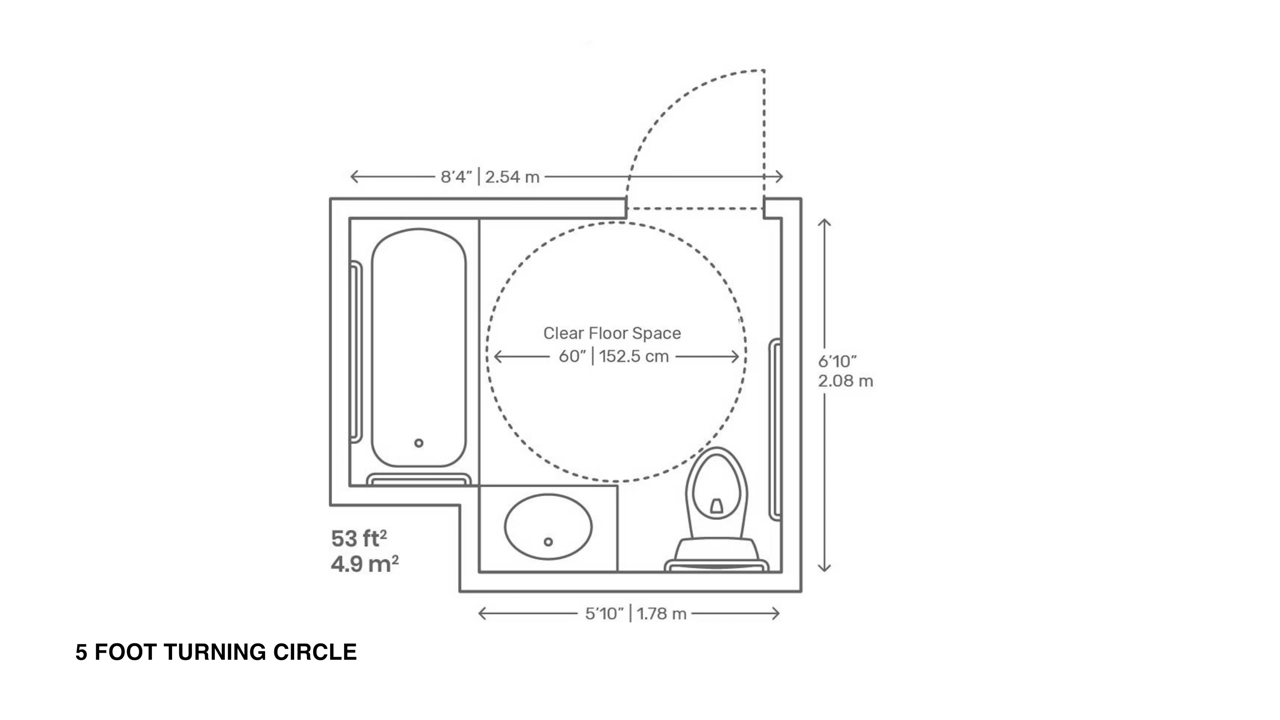 8'4" | 2.54 m
Clear Floor Space
60" | 152.5 cm
6'10"
2.08 m
53 ft²
4.9 m²
5'10" | 1.78 m
5 FOOT TURNING CIRCLE